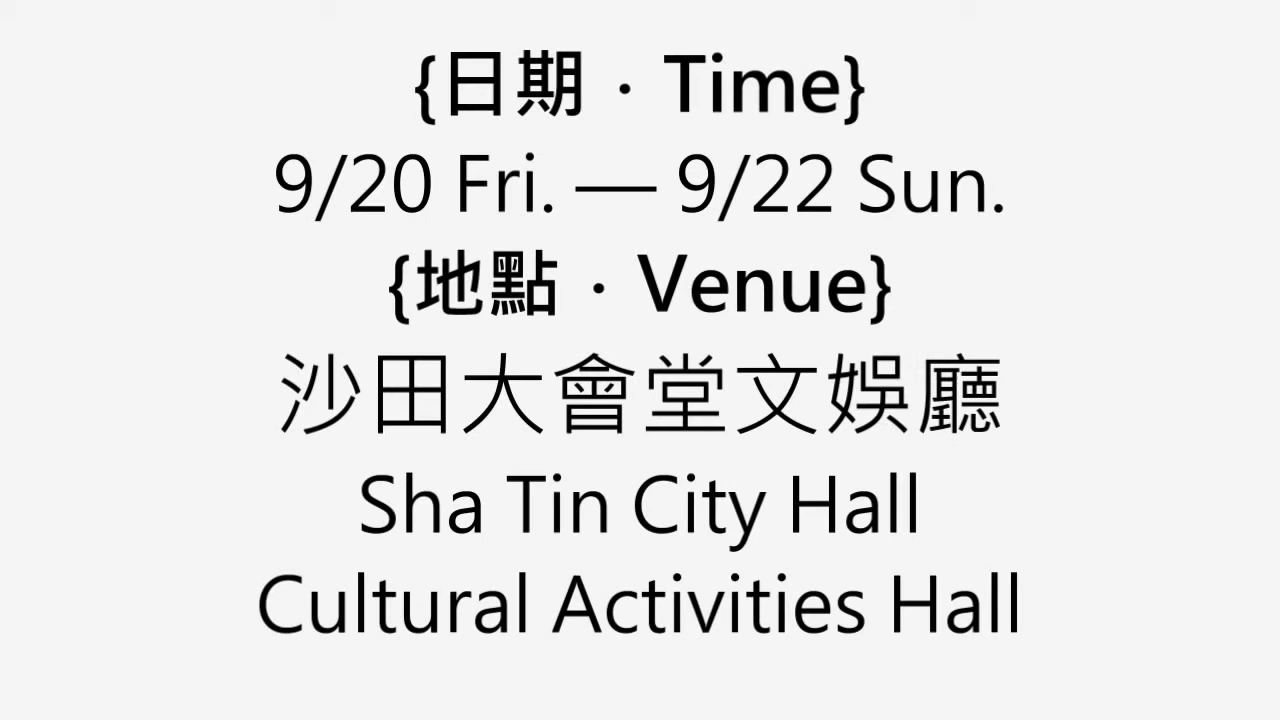 {日期．Time}
9/20 Fri. — 9/22 Sun.
{地點．Venue}
沙田大會堂文娛廳
Sha Tin City Hall
Cultural Activities Hall